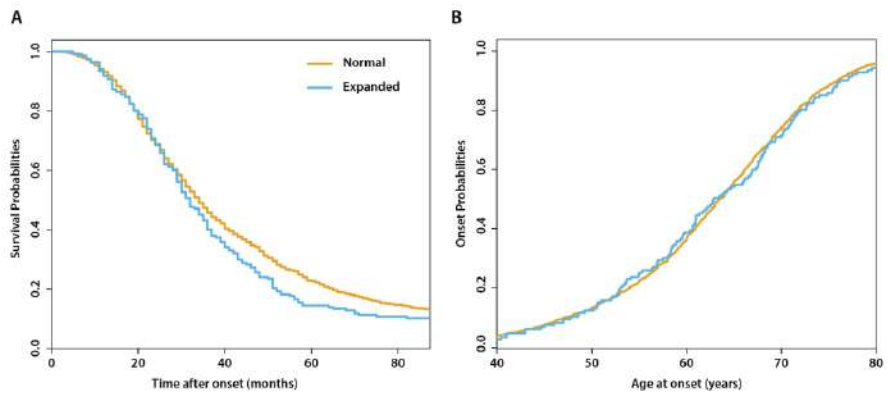 A
Survival Probabilities
1.0
0.8
0.6
0.4
0.2
0.0
Normal
Expanded
0 20 40 60 80
Time after onset (months)
B
Onset Probabilities
1.0
0.8
0.6
0.4
0.2
0.0
40 50 60 70 80
Age at onset (years)